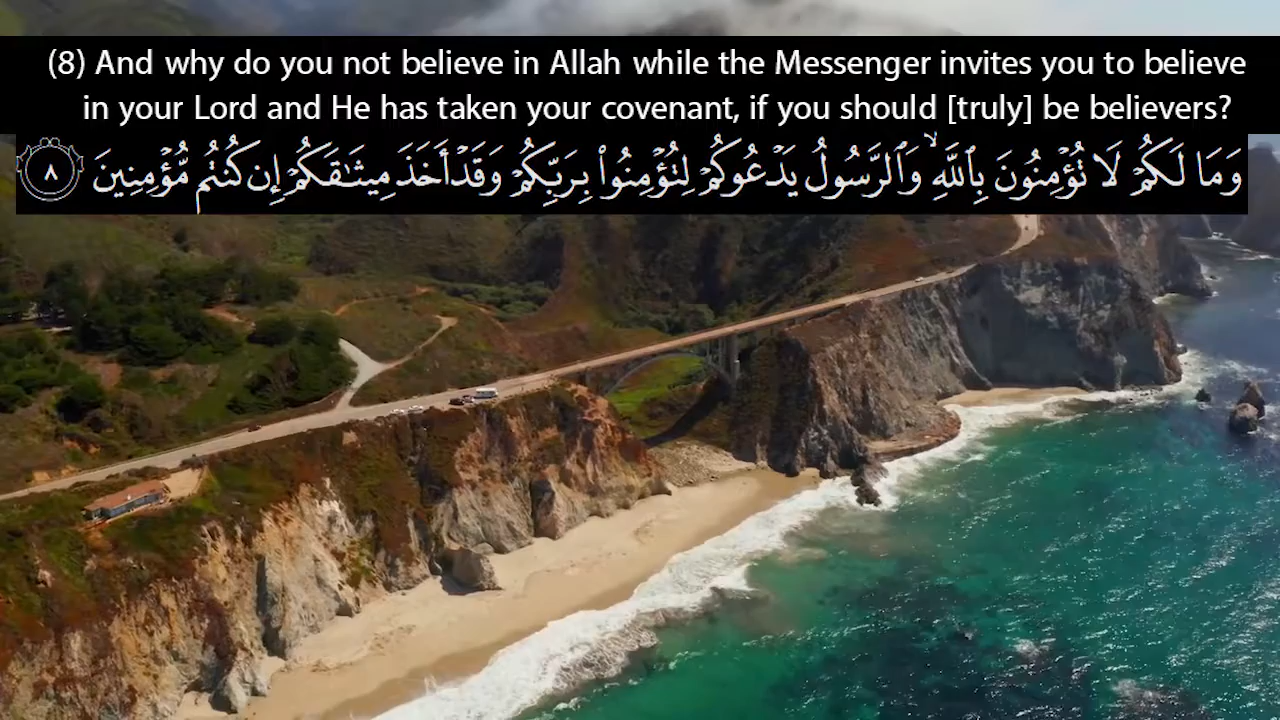 (8) And why do you not believe in Allah while the Messenger invites you to believe
in your Lord and He has taken your covenant, if you should [truly] be believers?
وَمَا لَكُمْ لَا تُؤْمِنُونَ بِٱللَّهِ ۙ وَٱلرَّسُولُ يَدْعُوكُمْ لِتُؤْمِنُوا۟ بِرَبِّكُمْ وَقَدْ أَخَذَ مِيثَـٰقَكُمْ إِن كُنتُم مُّؤْمِنِينَ ٨